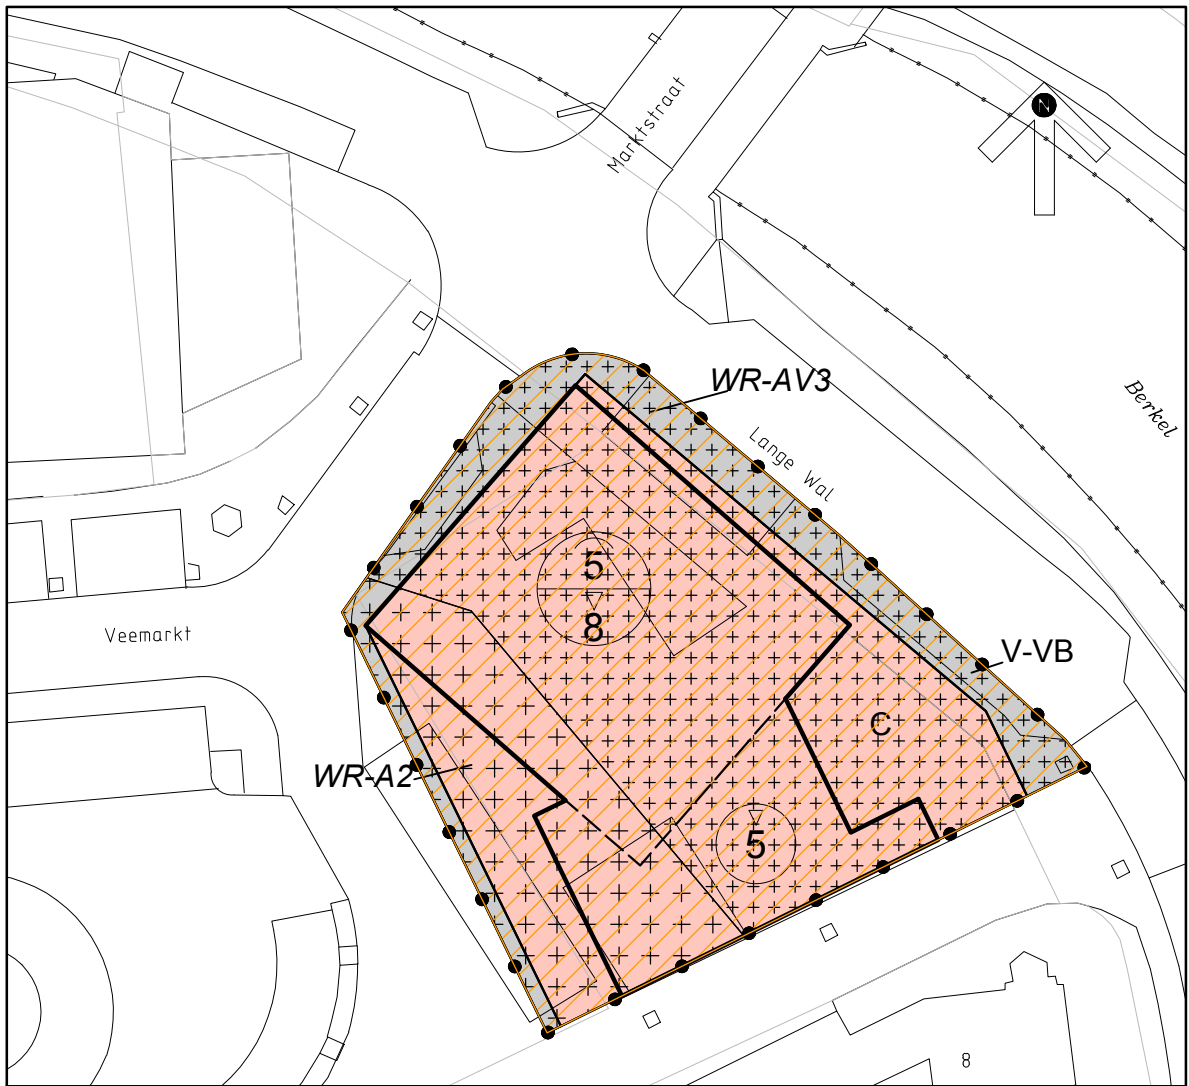 Marktstraat
N
WR-AV3
Berkel
Lange Wal
5
8
Veemarkt
V-VB
C
WR-A2
5
8